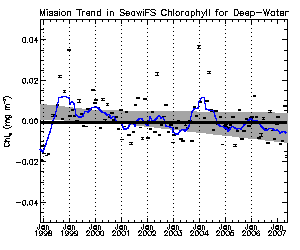 Mission Trend in SeaWiFS Chlorophyll for Deep-Water
0.04
0.02
0.00
-0.02
-0.04
Chl, (mg m⁻³)
Jan Jan Jan Jan Jan Jan Jan Jan Jan Jan
1998 1999 2000 2001 2002 2003 2004 2005 2006 2007